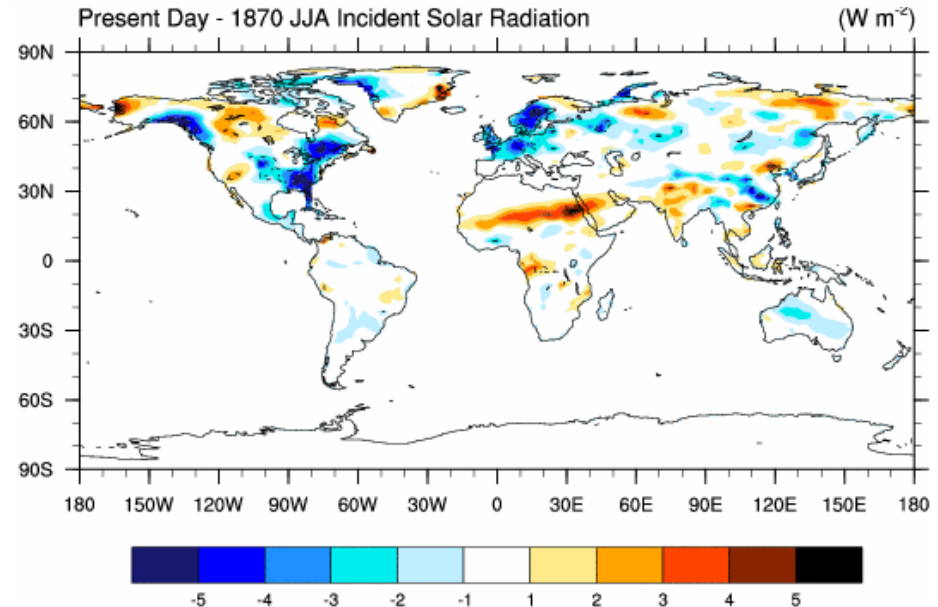 Present Day - 1870 JJA Incident Solar Radiation (W m⁻²)
90N
60N
30N
0
30S
60S
90S
180 150W 120W 90W 60W 30W 0 30E 60E 90E 120E 150E 180
-5 -4 -3 -2 -1 1 2 3 4 5